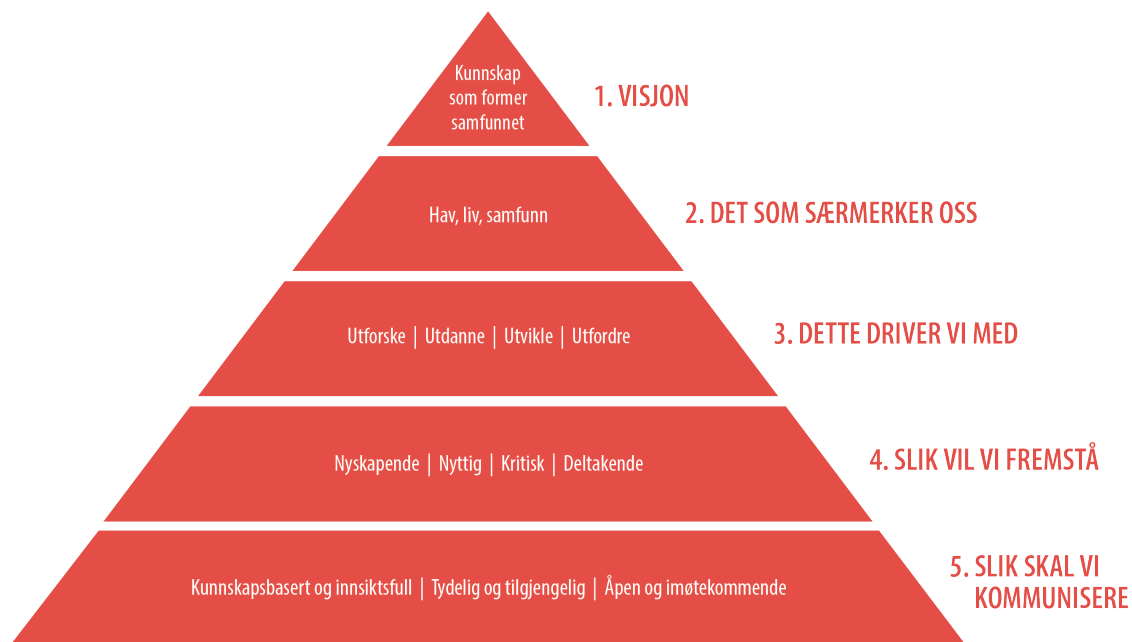 Kunnskap
som former
samfunnet
1. VISJON
Hav, liv, samfunn
2. DET SOM SÆRMERKER OSS
Utforske | Utdanne | Utvikle | Utfordre
3. DETTE DRIVER VI MED
Nyskapende | Nyttig | Kritisk | Deltakende
4. SLIK VIL VI FREMSTÅ
Kunnskapsbasert og innsiktsfull | Tydelig og tilgjengelig | Åpen og imøtekommende
5. SLIK SKAL VI
KOMMUNISERE